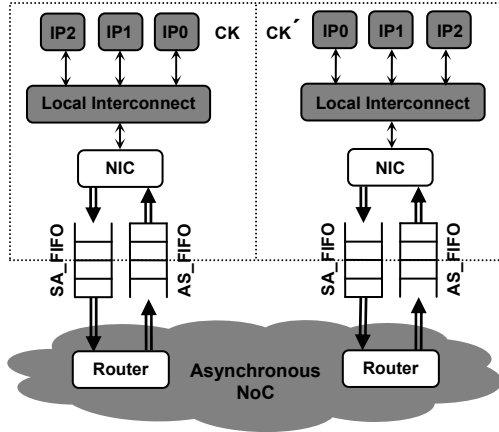 IP2 IP1 IP0 CK
CK´ IP0 IP1 IP2
Local Interconnect
Local Interconnect
NIC
NIC
SA_FIFO
AS_FIFO
SA_FIFO
AS_FIFO
Router
Asynchronous
NoC
Router